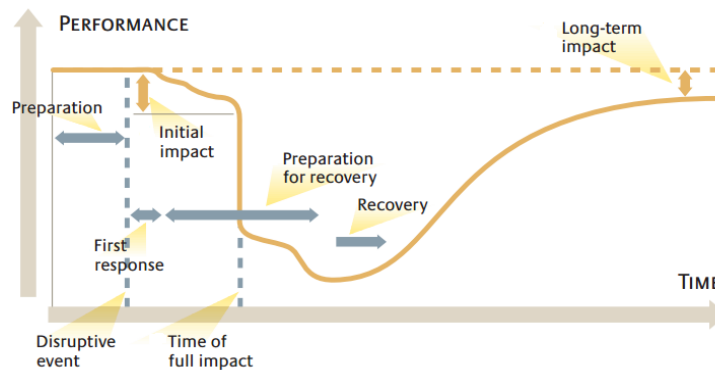 PERFORMANCE
Long-term
impact
Preparation
Initial
impact
Preparation
for recovery
Recovery
First
response
TIME
Disruptive
event
Time of
full impact